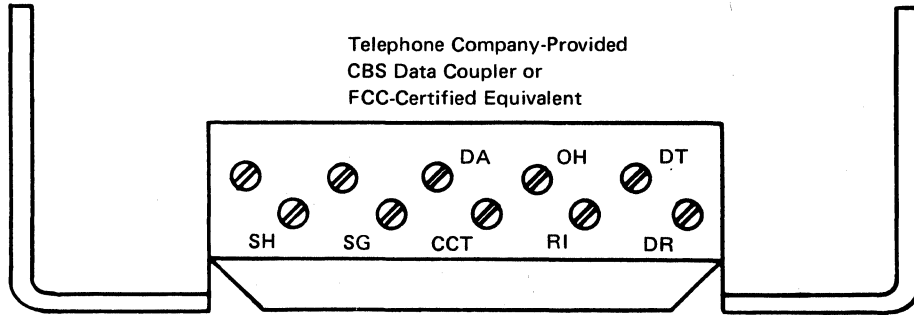 Telephone Company-Provided
CBS Data Coupler or
FCC-Certified Equivalent
DA OH DT
SH SG CCT RI DR